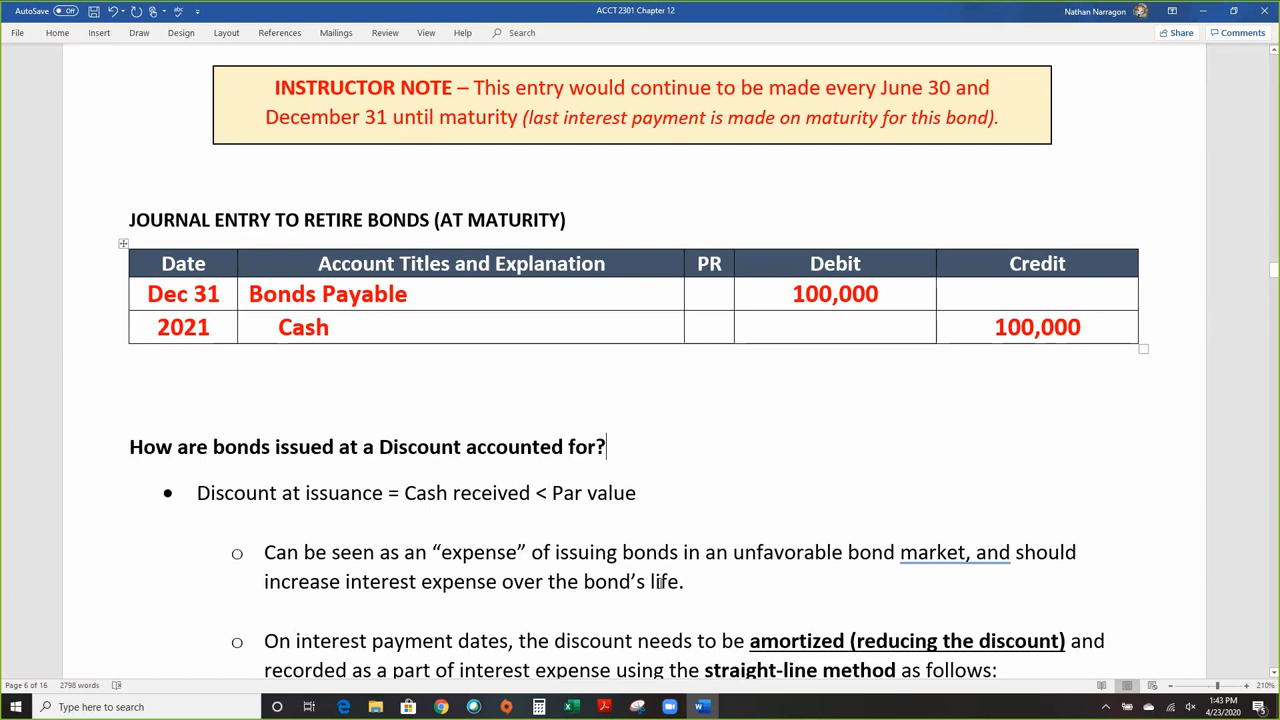 AutoSave Off
ACCT 2301 Chapter 12
Nathan Narragon
File Home Insert Draw Design Layout References Mailings Review View Help Search Share Comments
INSTRUCTOR NOTE – This entry would continue to be made every June 30 and
December 31 until maturity (last interest payment is made on maturity for this bond).
JOURNAL ENTRY TO RETIRE BONDS (AT MATURITY)
Date Account Titles and Explanation PR Debit Credit
Dec 31 Bonds Payable 100,000
2021 Cash 100,000
How are bonds issued at a Discount accounted for?
• Discount at issuance = Cash received < Par value
o Can be seen as an “expense” of issuing bonds in an unfavorable bond market, and should
increase interest expense over the bond’s life.
o On interest payment dates, the discount needs to be amortized (reducing the discount) and
recorded as a part of interest expense using the straight-line method as follows:
Page 6 of 16 2798 words 210%
Type here to search
1:43 PM
4/23/2020